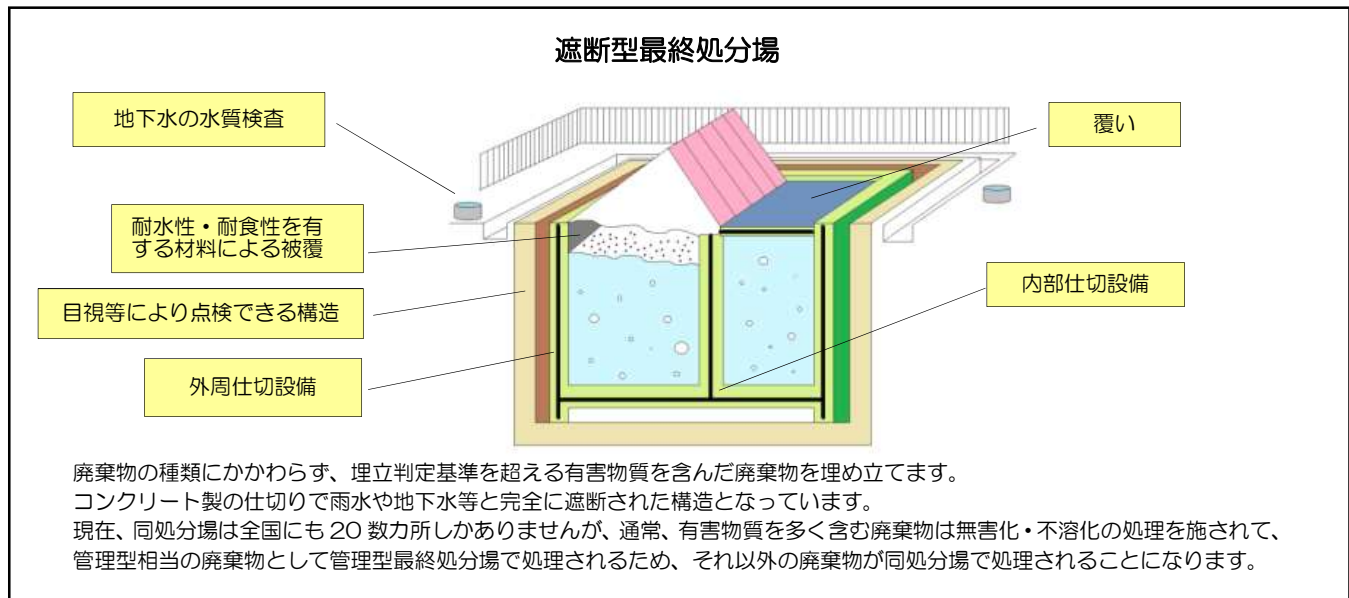 遮断型最終処分場
地下水の水質検査
覆い
耐水性・耐食性を有
する材料による被覆
内部仕切設備
目視等により点検できる構造
外周仕切設備
廃棄物の種類にかかわらず、埋立判定基準を超える有害物質を含んだ廃棄物を埋め立てます。
コンクリート製の仕切りで雨水や地下水等と完全に遮断された構造となっています。
現在、同処分場は全国にも 20 数カ所しかありませんが、通常、有害物質を多く含む廃棄物は無害化・不溶化の処理を施されて、
管理型相当の廃棄物として管理型最終処分場で処理されるため、それ以外の廃棄物が同処分場で処理されることになります。